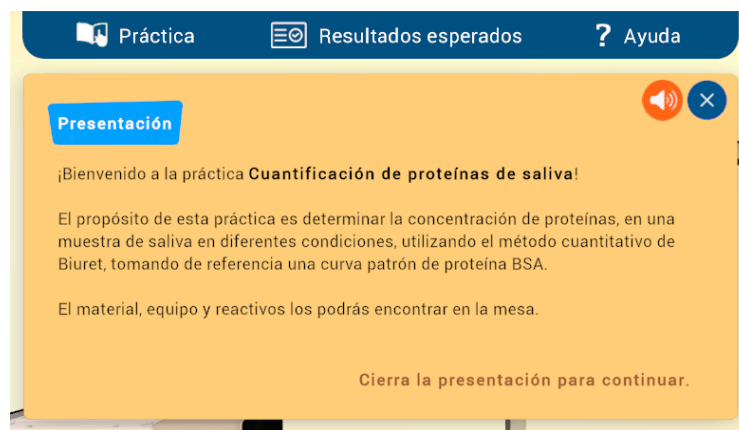 Práctica
Resultados esperados
? Ayuda
Presentación
¡Bienvenido a la práctica Cuantificación de proteínas de saliva!
El propósito de esta práctica es determinar la concentración de proteínas, en una
muestra de saliva en diferentes condiciones, utilizando el método cuantitativo de
Biuret, tomando de referencia una curva patrón de proteína BSA.
El material, equipo y reactivos los podrás encontrar en la mesa.
Cierra la presentación para continuar.